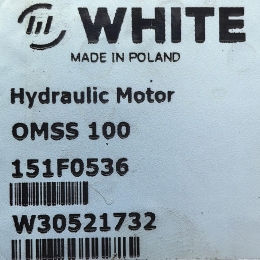 WHITE
MADE IN POLAND
Hydraulic Motor
OMSS 100
151F0536
W30521732